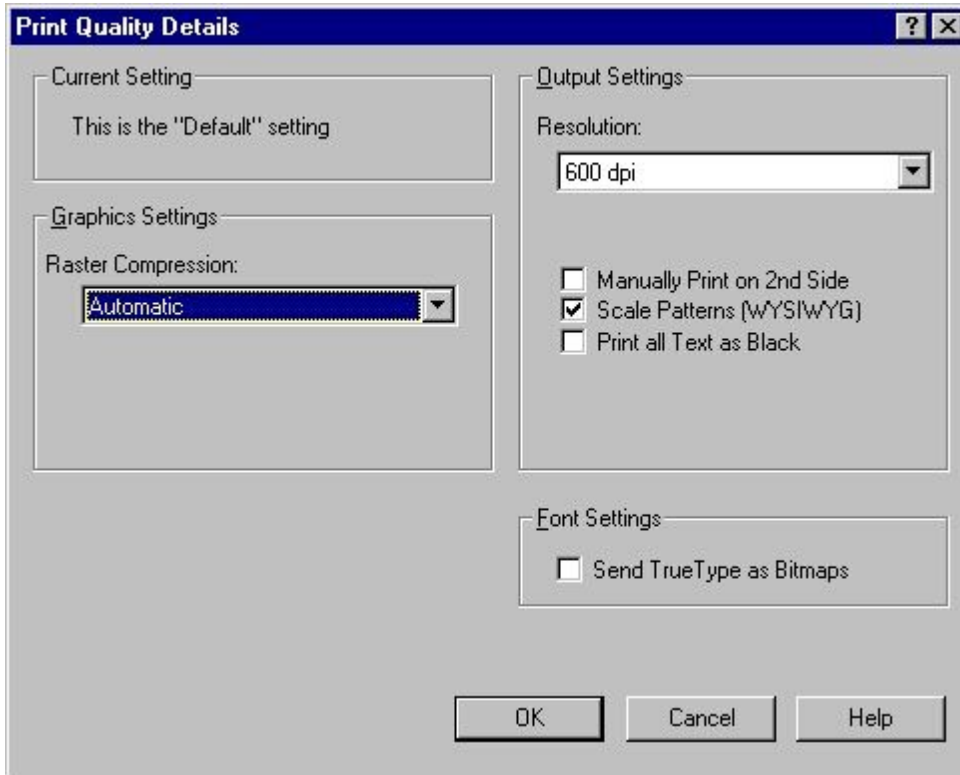 Print Quality Details
Current Setting
This is the "Default" setting
Graphics Settings
Raster Compression:
Automatic
Output Settings
Resolution:
600 dpi
Manually Print on 2nd Side
Scale Patterns (WYSIWYG)
Print all Text as Black
Font Settings
Send TrueType as Bitmaps
OK
Cancel
Help